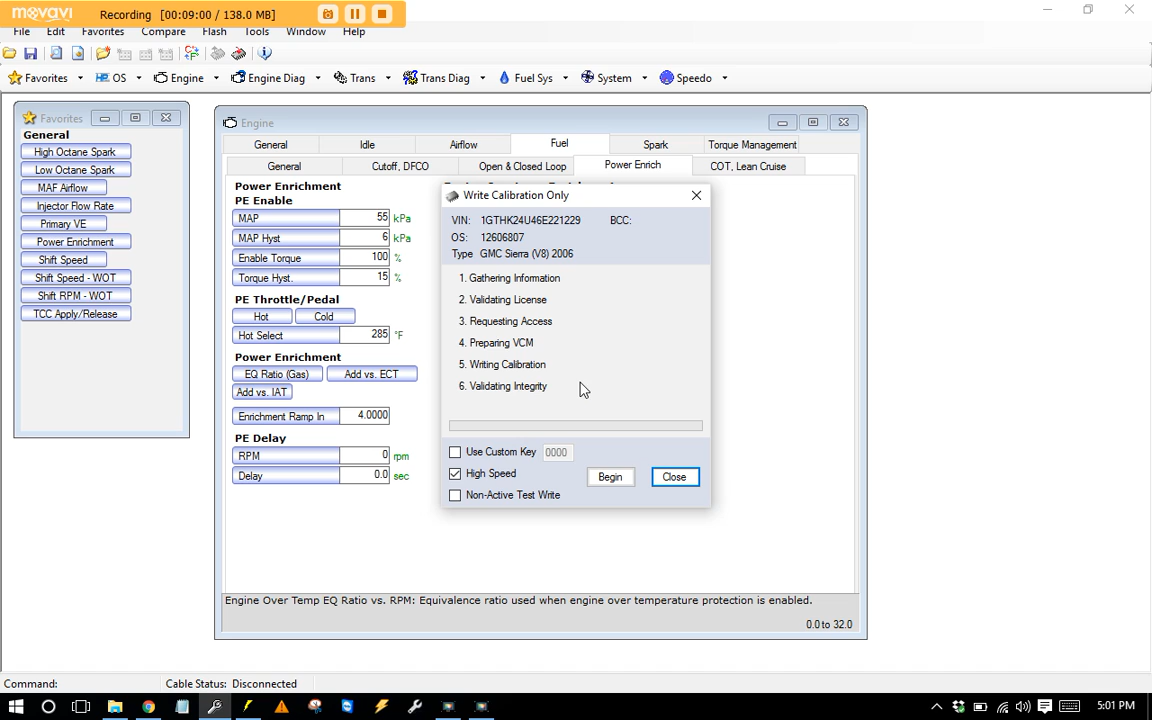 movavi
Recording [00:09:00 / 138.0 MB]
File Edit Favorites Compare Flash Tools Window Help
Favorites OS Engine Engine Diag Trans Trans Diag Fuel Sys System Speedo
Favorites
General
High Octane Spark
Low Octane Spark
MAF Airflow
Injector Flow Rate
Primary VE
Power Enrichment
Shift Speed
Shift Speed - WOT
Shift RPM - WOT
TCC Apply/Release
Engine
General Idle Airflow Fuel Spark Torque Management
General Cutoff, DFCO Open & Closed Loop Power Enrich COT, Lean Cruise
Power Enrichment
PE Enable
MAP 55 kPa
MAP Hyst 6 kPa
Enable Torque 100 %
Torque Hyst. 15 %
PE Throttle/Pedal
Hot Cold
Hot Select 285 °F
Power Enrichment
EQ Ratio (Gas) Add vs. ECT
Add vs. IAT
Enrichment Ramp In 4.0000
PE Delay
RPM 0 rpm
Delay 0.0 sec
Write Calibration Only
VIN: 1GTHK24U46E221229 BCC:
OS: 12606807
Type GMC Sierra (V8) 2006
1. Gathering Information
2. Validating License
3. Requesting Access
4. Preparing VCM
5. Writing Calibration
6. Validating Integrity
Use Custom Key 0000
High Speed
Begin Close
Non-Active Test Write
Engine Over Temp EQ Ratio vs. RPM: Equivalence ratio used when engine over temperature protection is enabled.
0.0 to 32.0
Command: Cable Status: Disconnected
5:01 PM